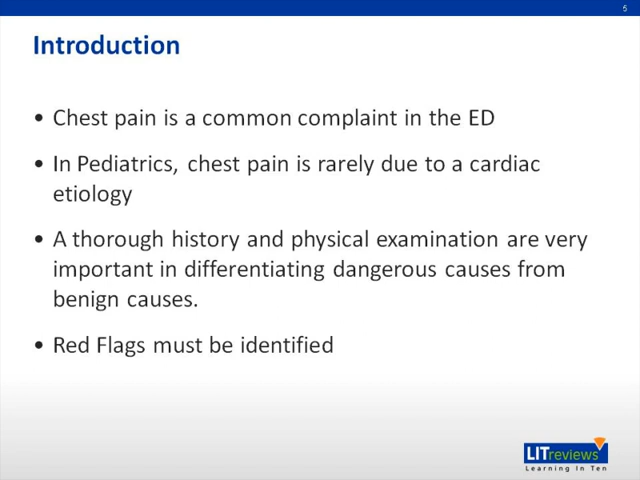 5
Introduction
• Chest pain is a common complaint in the ED
• In Pediatrics, chest pain is rarely due to a cardiac
etiology
• A thorough history and physical examination are very
important in differentiating dangerous causes from
benign causes.
• Red Flags must be identified
LITreviews
Learning In Ten